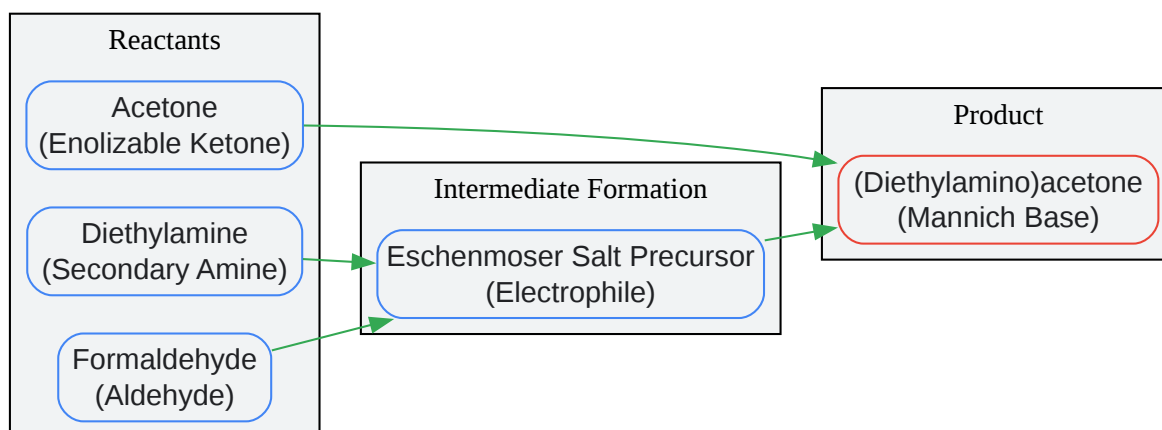 Reactants
Acetone
(Enolizable Ketone)
Diethylamine
(Secondary Amine)
Formaldehyde
(Aldehyde)
Intermediate Formation
Eschenmoser Salt Precursor
(Electrophile)
Product
(Diethylamino)acetone
(Mannich Base)